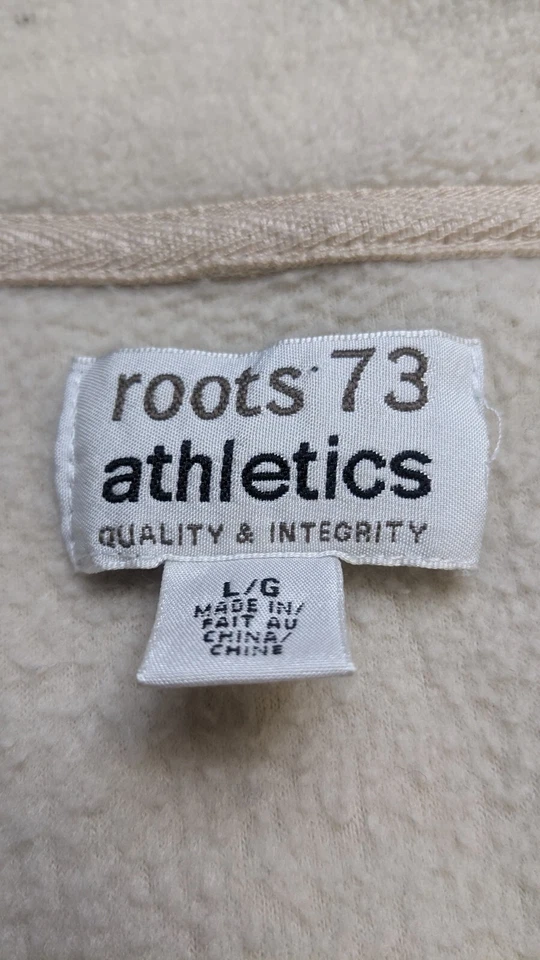 roots 73
athletics
QUALITY & INTEGRITY
L/G
MADE IN/
FAIT AU
CHINA/
CHINE